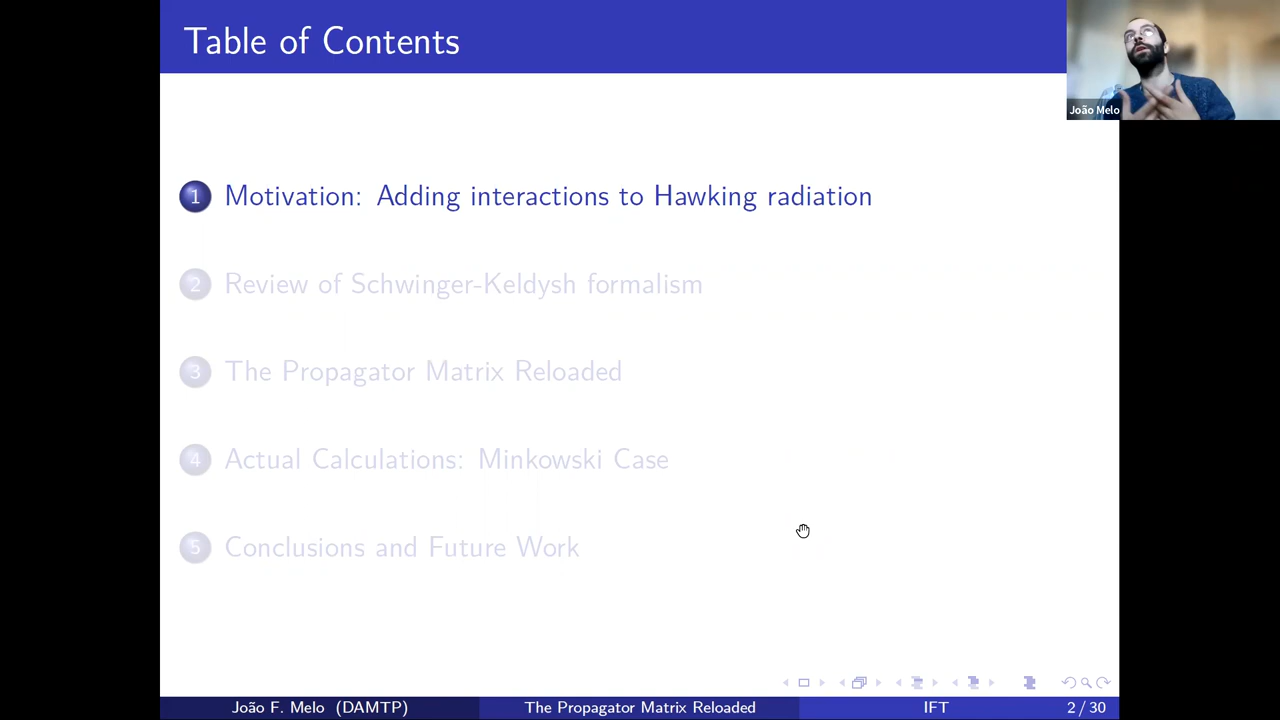 Table of Contents
João Melo
1 Motivation: Adding interactions to Hawking radiation
2 Review of Schwinger-Keldysh formalism
3 The Propagator Matrix Reloaded
4 Actual Calculations: Minkowski Case
5 Conclusions and Future Work
João F. Melo (DAMTP) The Propagator Matrix Reloaded IFT 2 / 30